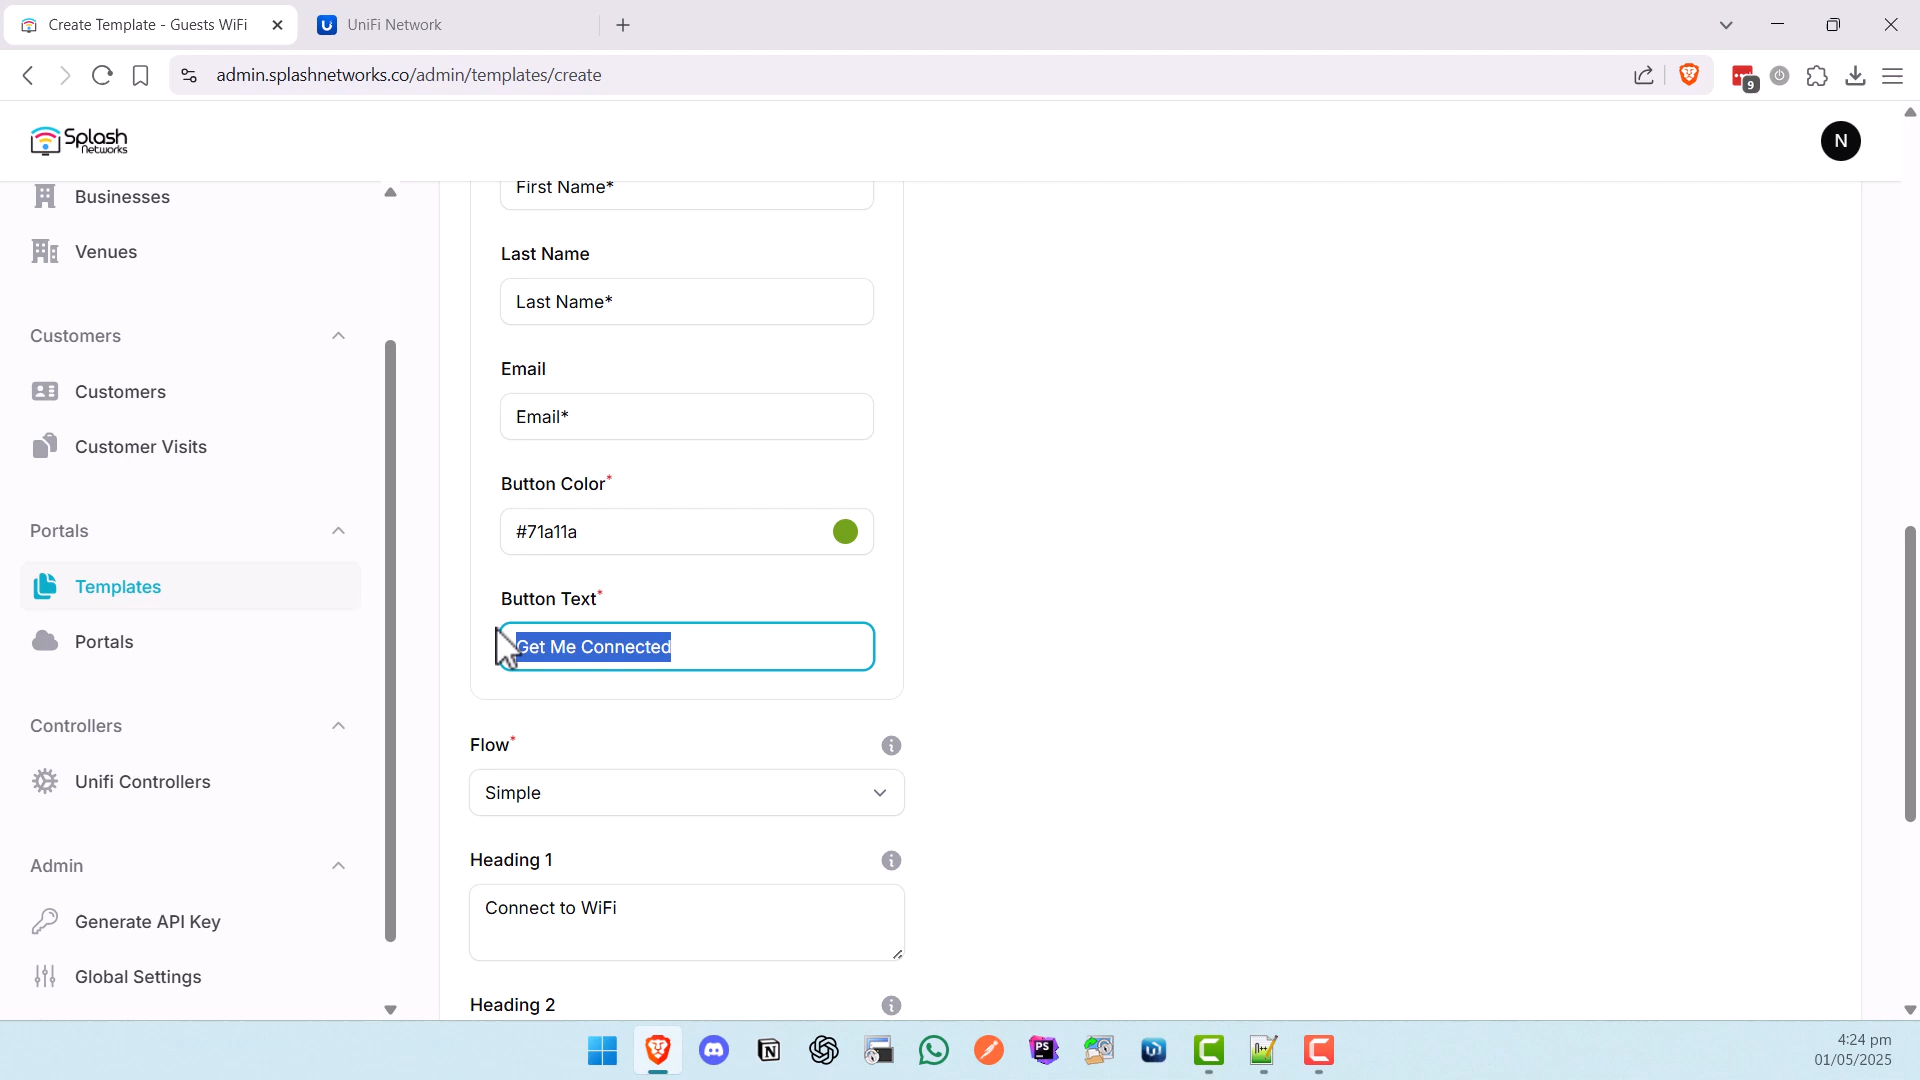 Create Template - Guests WiFi
UniFi Network
admin.splashnetworks.co/admin/templates/create
9
Splash
Networks
N
Businesses
Venues
Customers
Customers
Customer Visits
Portals
Templates
Portals
Controllers
Unifi Controllers
Admin
Generate API Key
Global Settings
First Name*
Last Name
Last Name*
Email
Email*
Button Color*
#71a11a
Button Text*
Get Me Connected
Flow*
Simple
Heading 1
Connect to WiFi
Heading 2
4:24 pm
01/05/2025